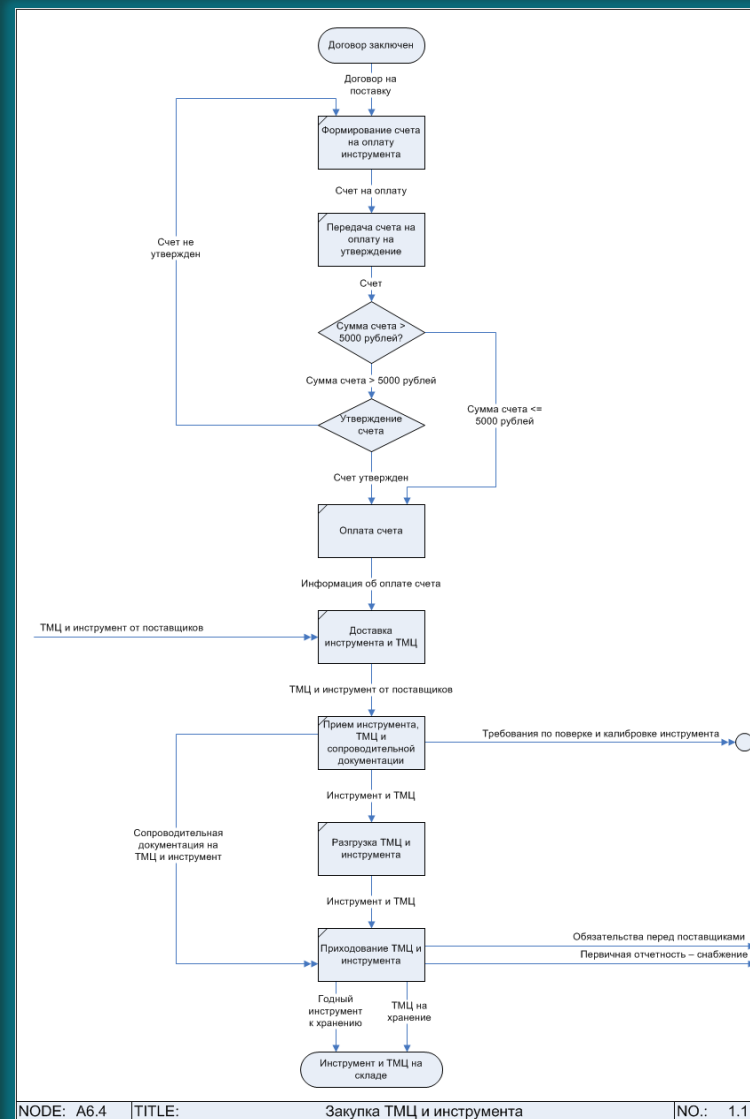 Договор заключен
Договор на
поставку
Формирование счета
на оплату
инструмента
Счет на оплату
Передача счета на
оплату на
утверждение
Счет не
утвержден
Счет
Сумма счета >
5000 рублей?
Сумма счета > 5000 рублей
Сумма счета <=
5000 рублей
Утверждение
счета
Счет утвержден
Оплата счета
Информация об оплате счета
ТМЦ и инструмент от поставщиков
Доставка
инструмента и ТМЦ
ТМЦ и инструмент от поставщиков
Прием инструмента,
ТМЦ и
сопроводительной
документации
Требования по поверке и калибровке инструмента
Инструмент и ТМЦ
Сопроводительная
документация на
ТМЦ и инструмент
Разгрузка ТМЦ и
инструмента
Инструмент и ТМЦ
Приходование ТМЦ и
инструмента
Обязательства перед поставщиками
Первичная отчетность – снабжение
Годный
инструмент
к хранению
ТМЦ на
хранение
Инструмент и ТМЦ на
складе
NODE: A6.4 TITLE: Закупка ТМЦ и инструмента NO.: 1.1